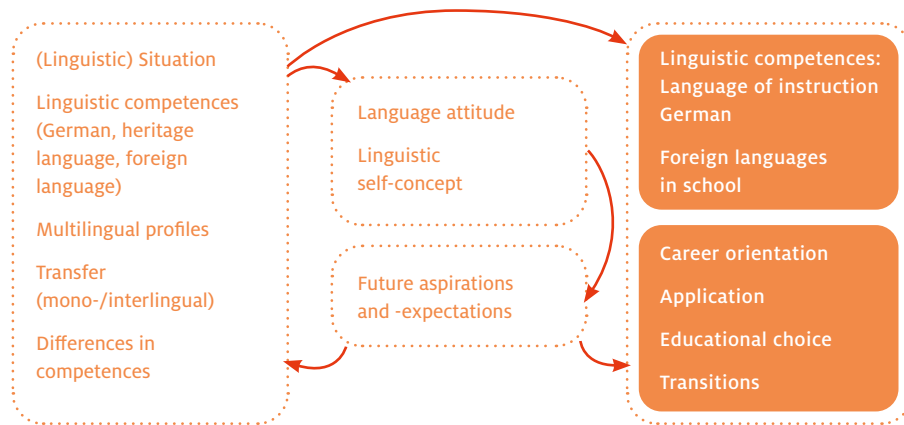 (Linguistic) Situation
Linguistic competences
(German, heritage
language, foreign
language)
Multilingual profiles
Transfer
(mono-/interlingual)
Differences in
competences
Language attitude
Linguistic
self-concept
Future aspirations
and -expectations
Linguistic competences:
Language of instruction
German
Foreign languages
in school
Career orientation
Application
Educational choice
Transitions